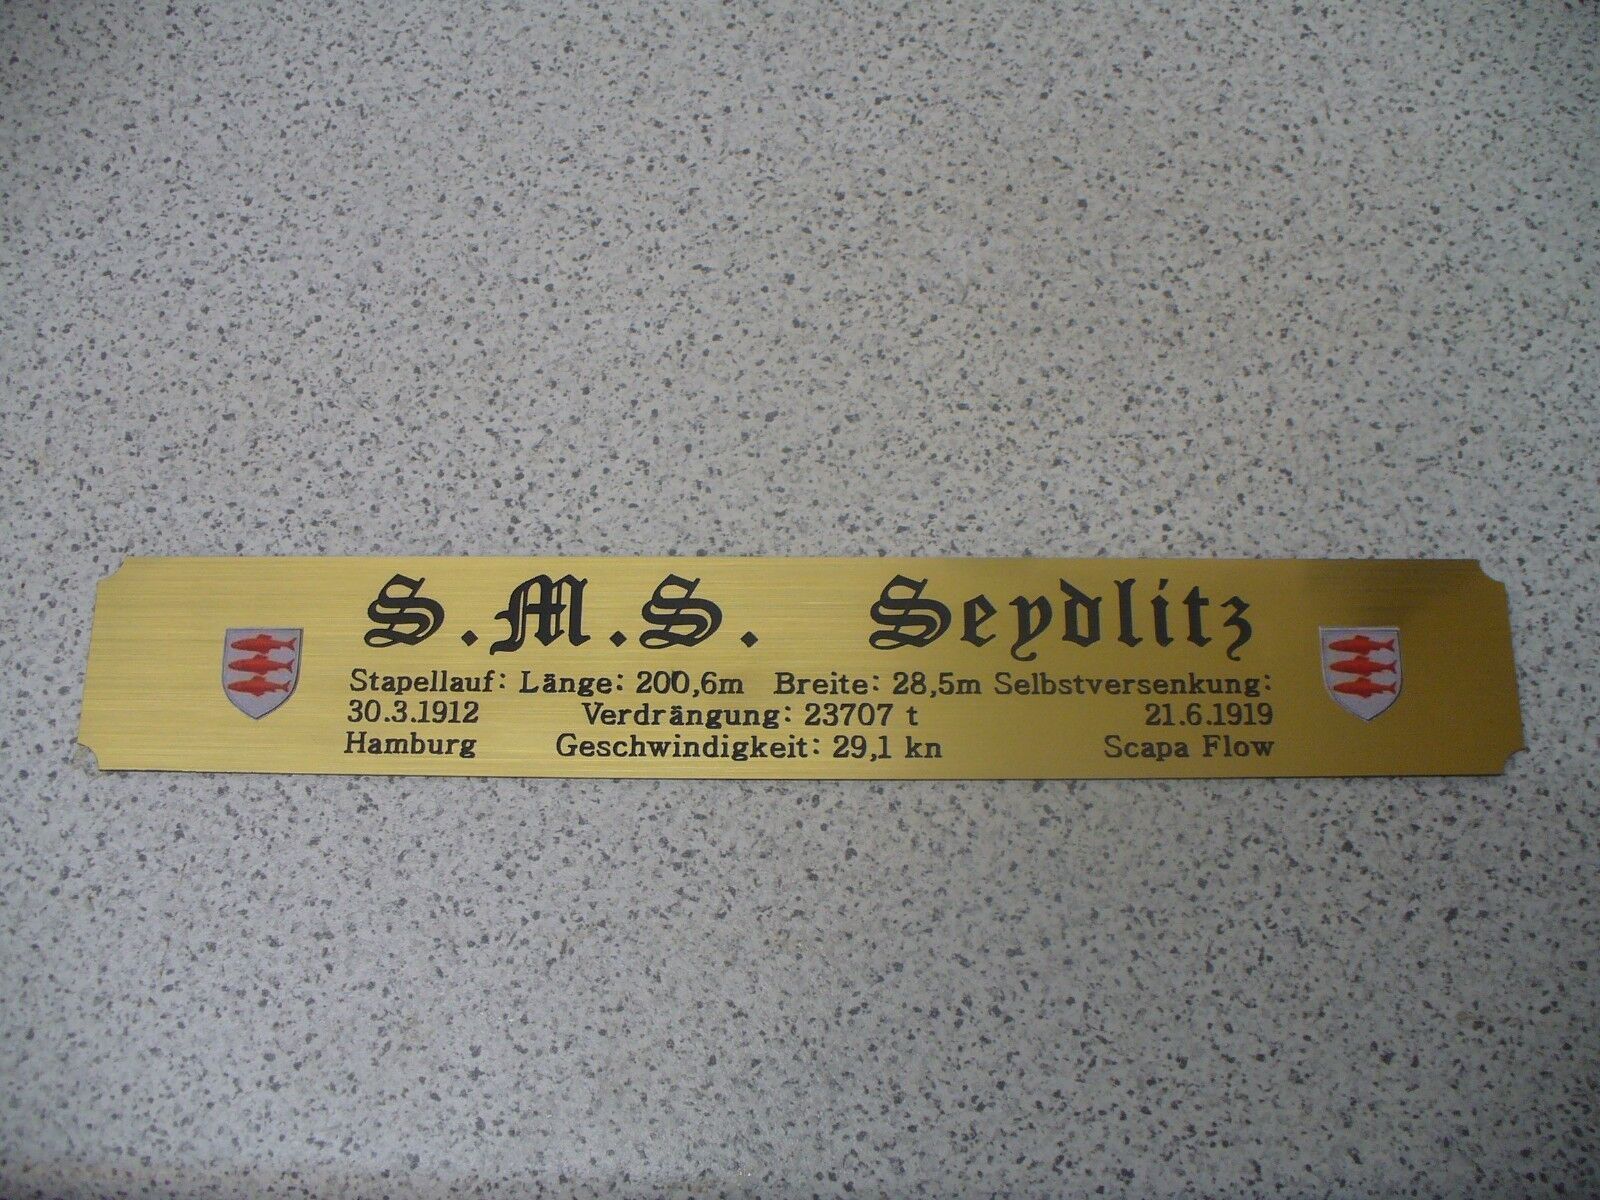 S.M.S. Seydlitz
Stapellauf: Länge: 200,6m Breite: 28,5m Selbstversenkung:
30.3.1912 Verdrängung: 23707 t 21.6.1919
Hamburg Geschwindigkeit: 29,1 kn Scapa Flow